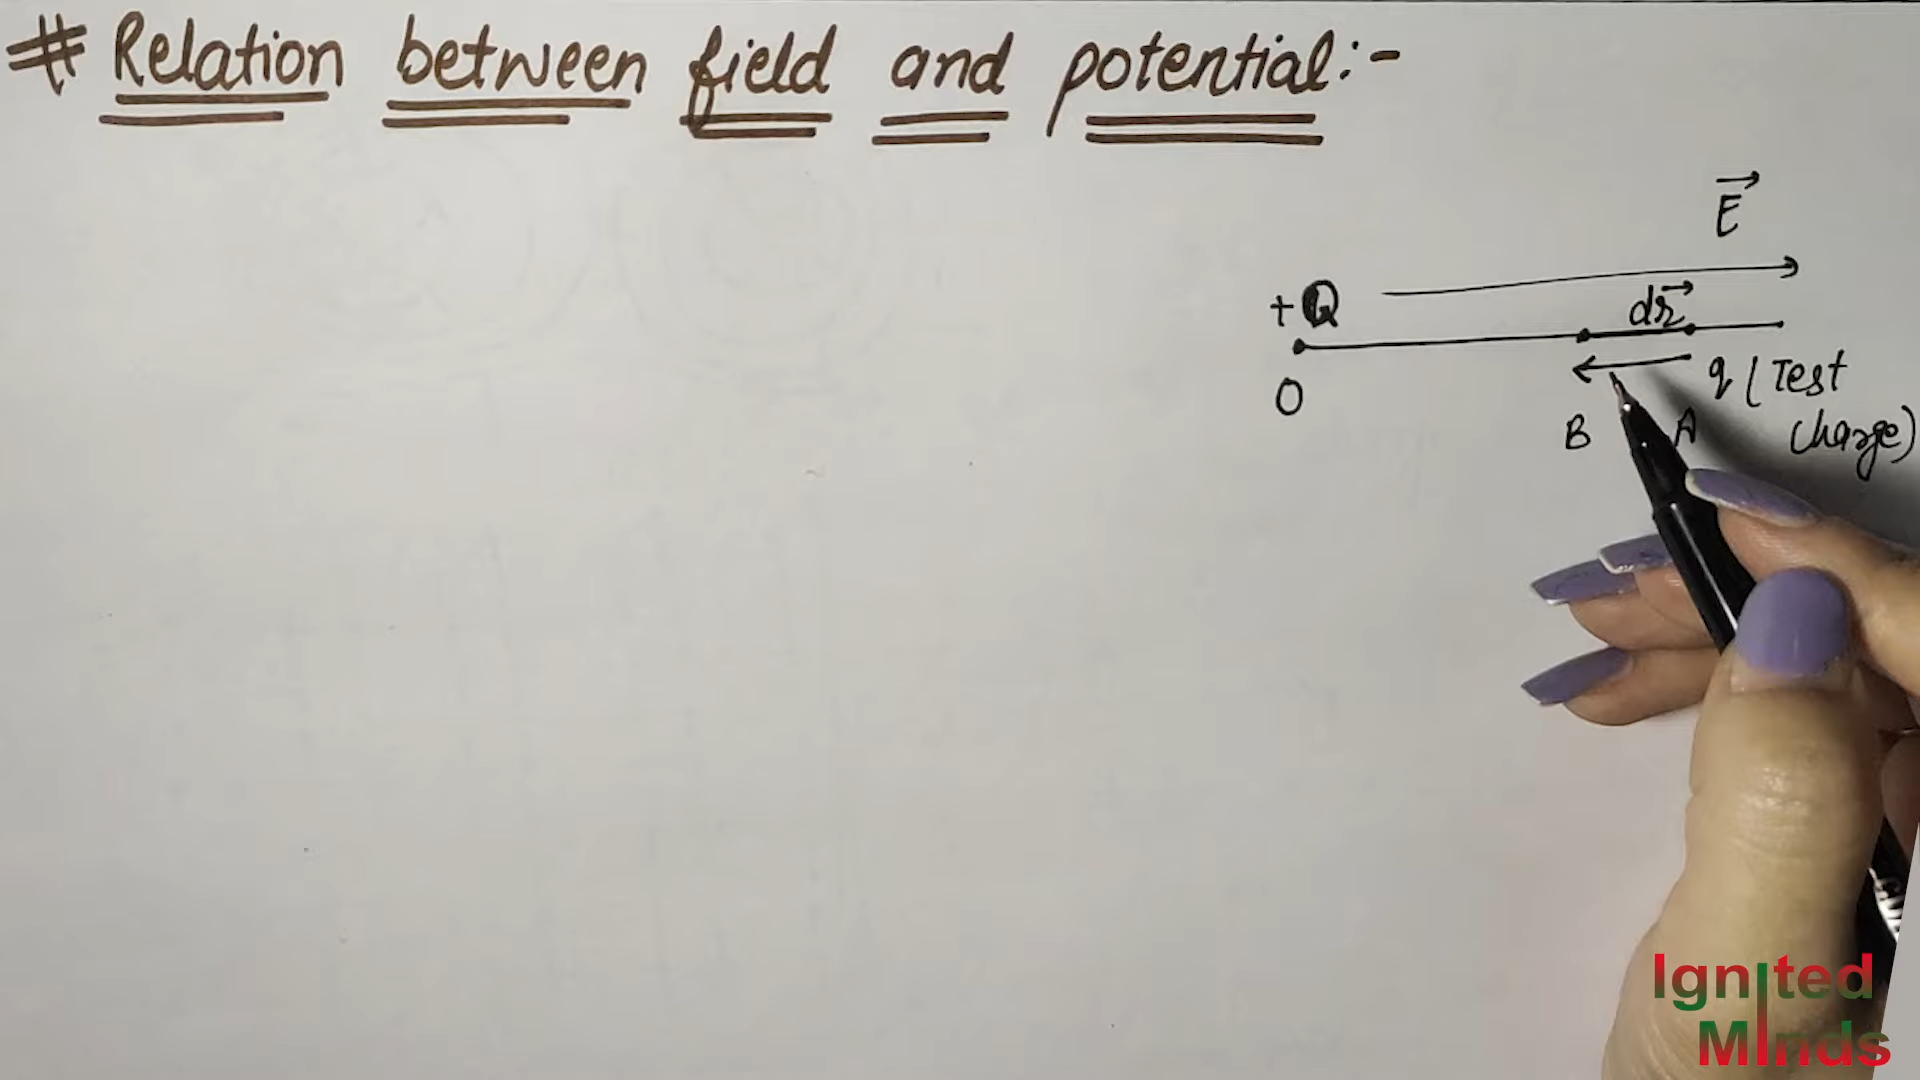 # Relation between field and potential:-
E
+Q
dr
O
q (Test
charge)
B A
Ignited
Minds